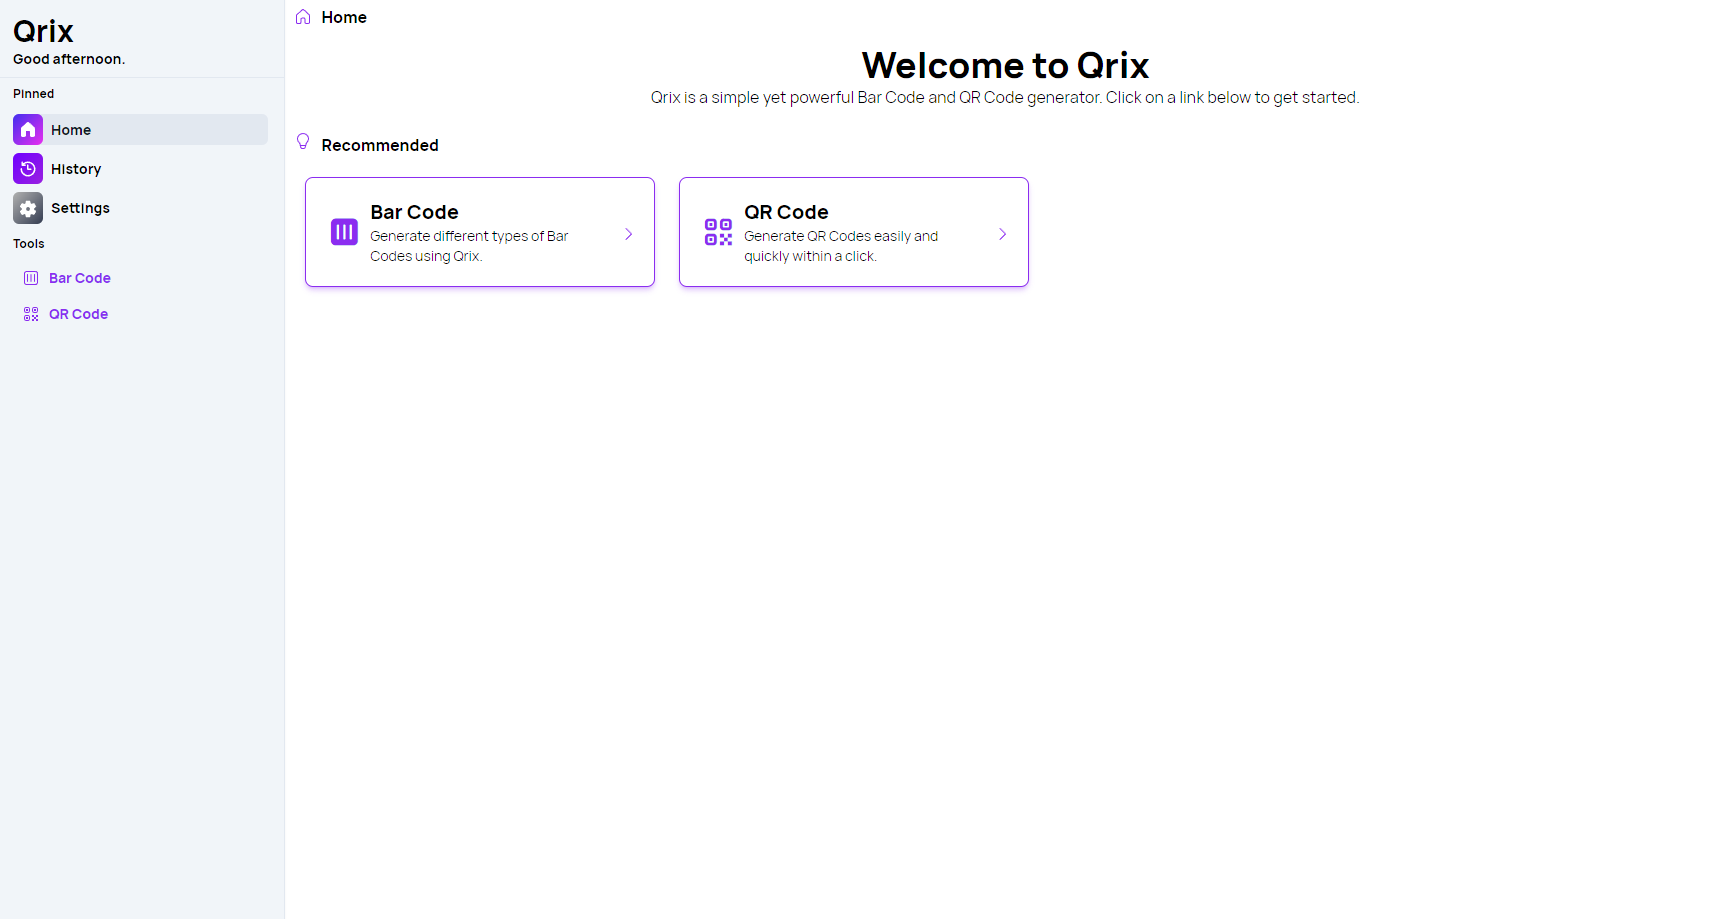 Qrix
Good afternoon.
Pinned
Home
History
Settings
Tools
Bar Code
QR Code
Home
Welcome to Qrix
Qrix is a simple yet powerful Bar Code and QR Code generator. Click on a link below to get started.
Recommended
Bar Code
Generate different types of Bar
Codes using Qrix.
QR Code
Generate QR Codes easily and
quickly within a click.